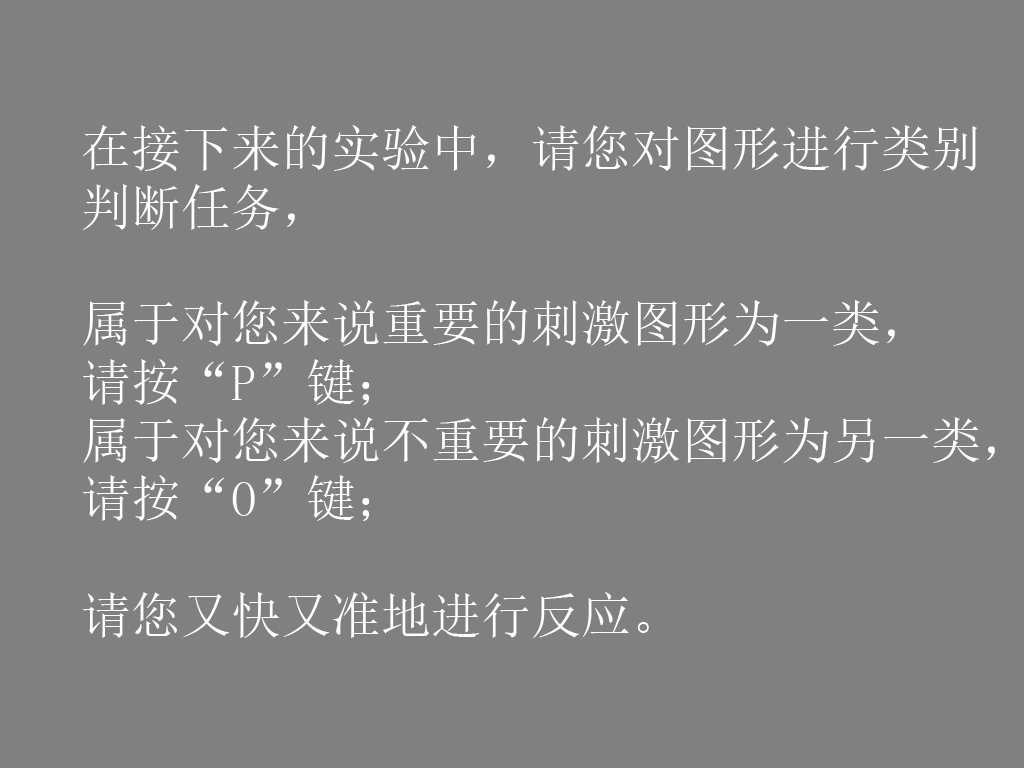 在接下来的实验中，请您对图形进行类别
判断任务，
属于对您来说重要的刺激图形为一类，
请按“P”键；
属于对您来说不重要的刺激图形为另一类，
请按“O”键；
请您又快又准地进行反应。